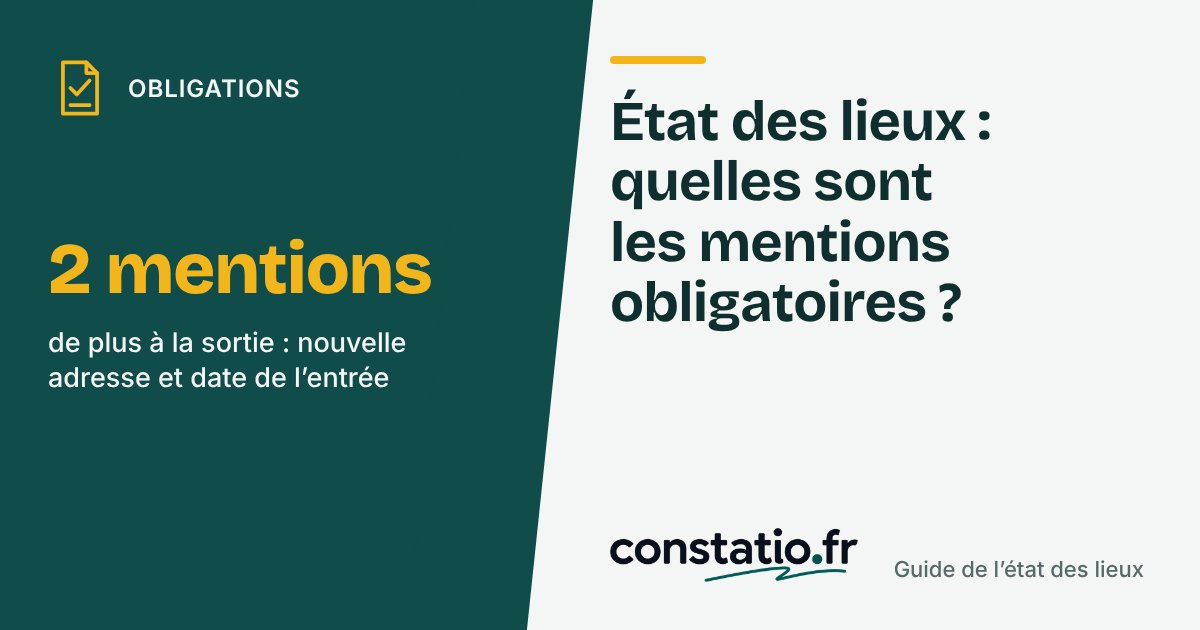 OBLIGATIONS
2 mentions
de plus à la sortie : nouvelle
adresse et date de l’entrée
État des lieux :
quelles sont
les mentions
obligatoires ?
constatio.fr
Guide de l’état des lieux